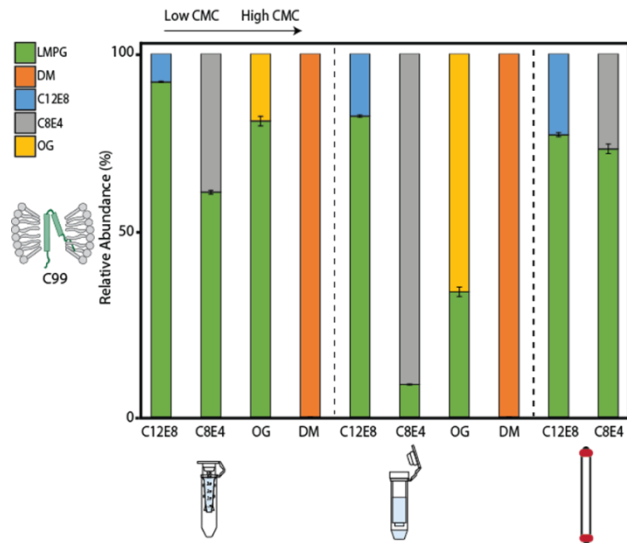 Low CMC High CMC
LMPG
DM
C12E8
C8E4
OG
C99
Relative Abundance (%)
100
50
0
C12E8 C8E4 OG DM C12E8 C8E4 OG DM C12E8 C8E4